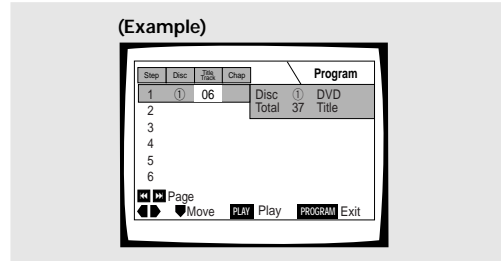 (Example)
Step Disc Title Track Chap Program
1 ① 06 Disc ① DVD
2 Total 37 Title
3
4
5
6
Page
Move PLAY Play PROGRAM Exit